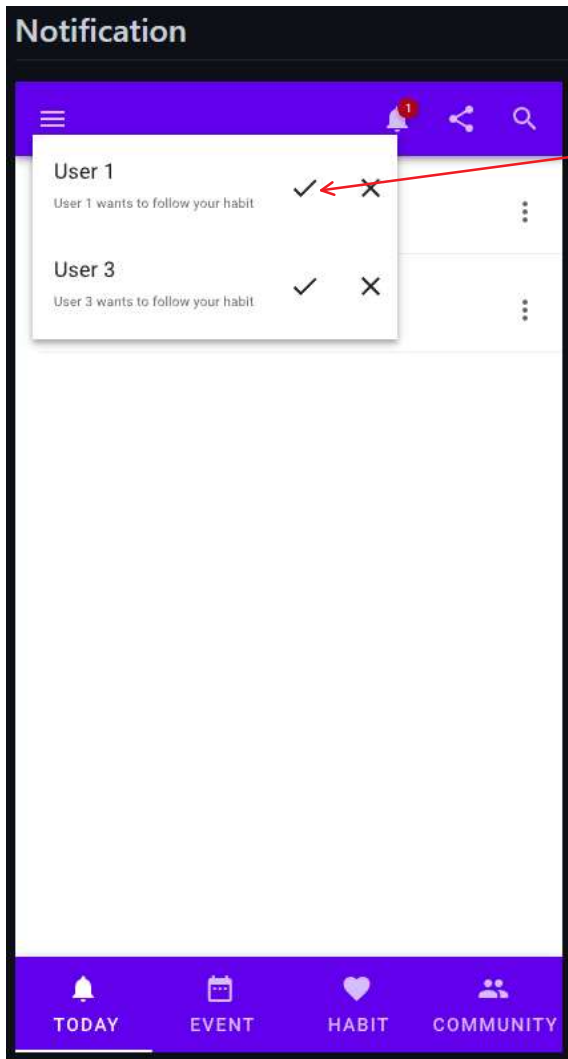 Notification
1
User 1
User 1 wants to follow your habit
User 3
User 3 wants to follow your habit
TODAY EVENT HABIT COMMUNITY